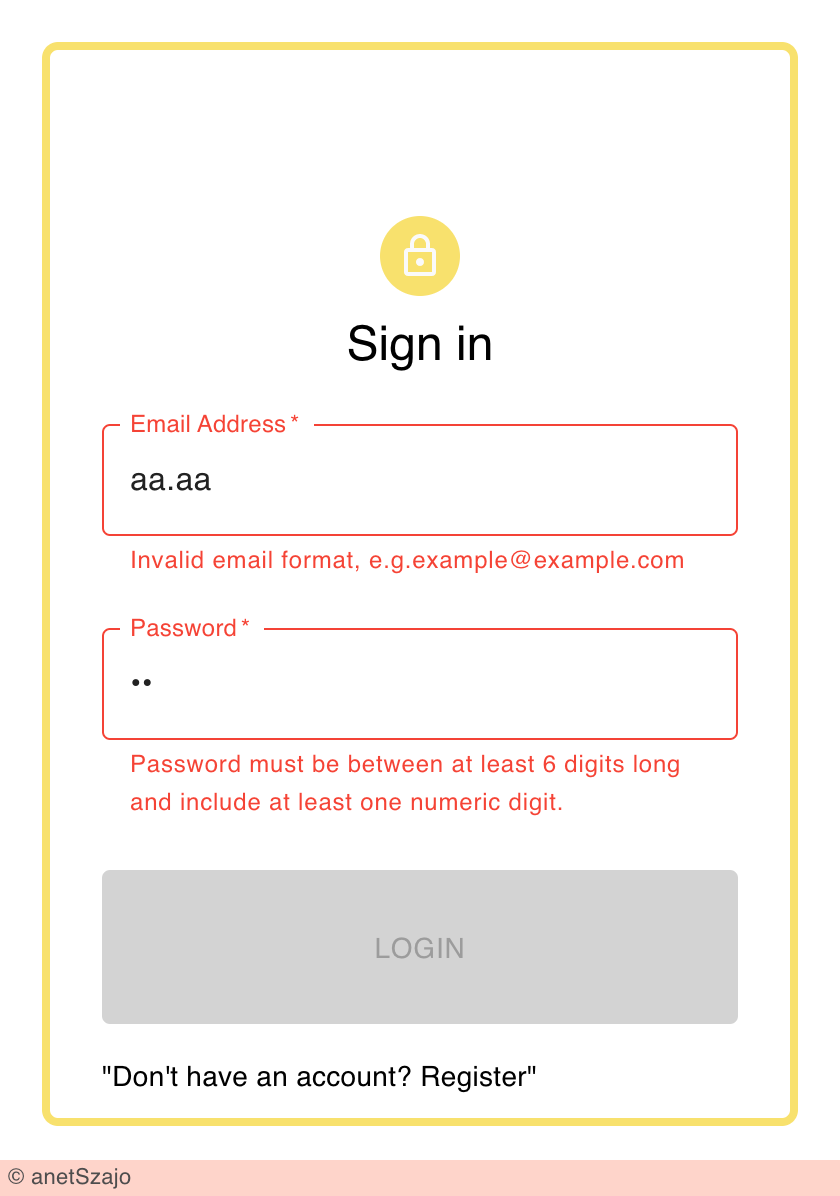 Sign in
Email Address *
aa.aa
Invalid email format, e.g.example@example.com
Password *
••
Password must be between at least 6 digits long
and include at least one numeric digit.
LOGIN
"Don't have an account? Register"
© anetSzajo